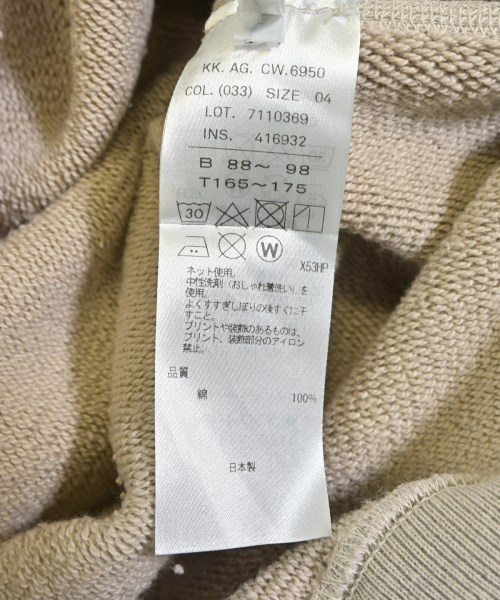 KK. AG. CW.6950
COL. (033) SIZE 04
LOT. 7110369
INS. 416932
B 88～ 98
T165～175
30
W
X53HP
ネット使用。
中性洗剤（おしゃれ着洗い）を
使用。
よくすすぎしぼりの後すぐに干
すこと。
プリントや装飾のあるものは、
プリント、装飾部分のアイロン
禁止。
品質
綿 100%
日本製